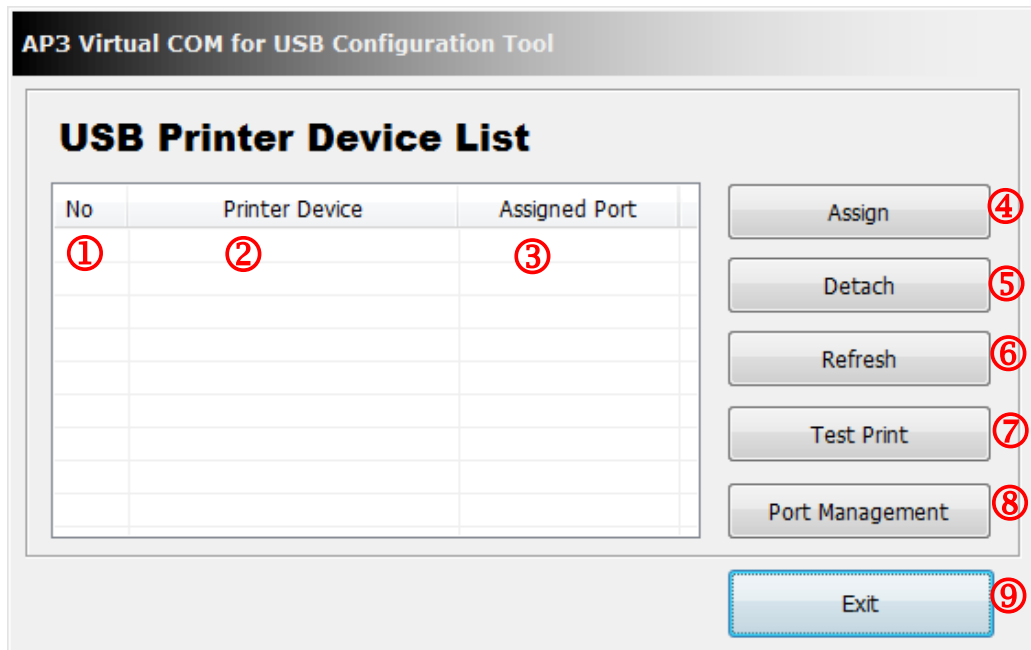 AP3 Virtual COM for USB Configuration Tool
USB Printer Device List
No Printer Device Assigned Port
① ② ③
Assign ④
Detach ⑤
Refresh ⑥
Test Print ⑦
Port Management ⑧
Exit ⑨